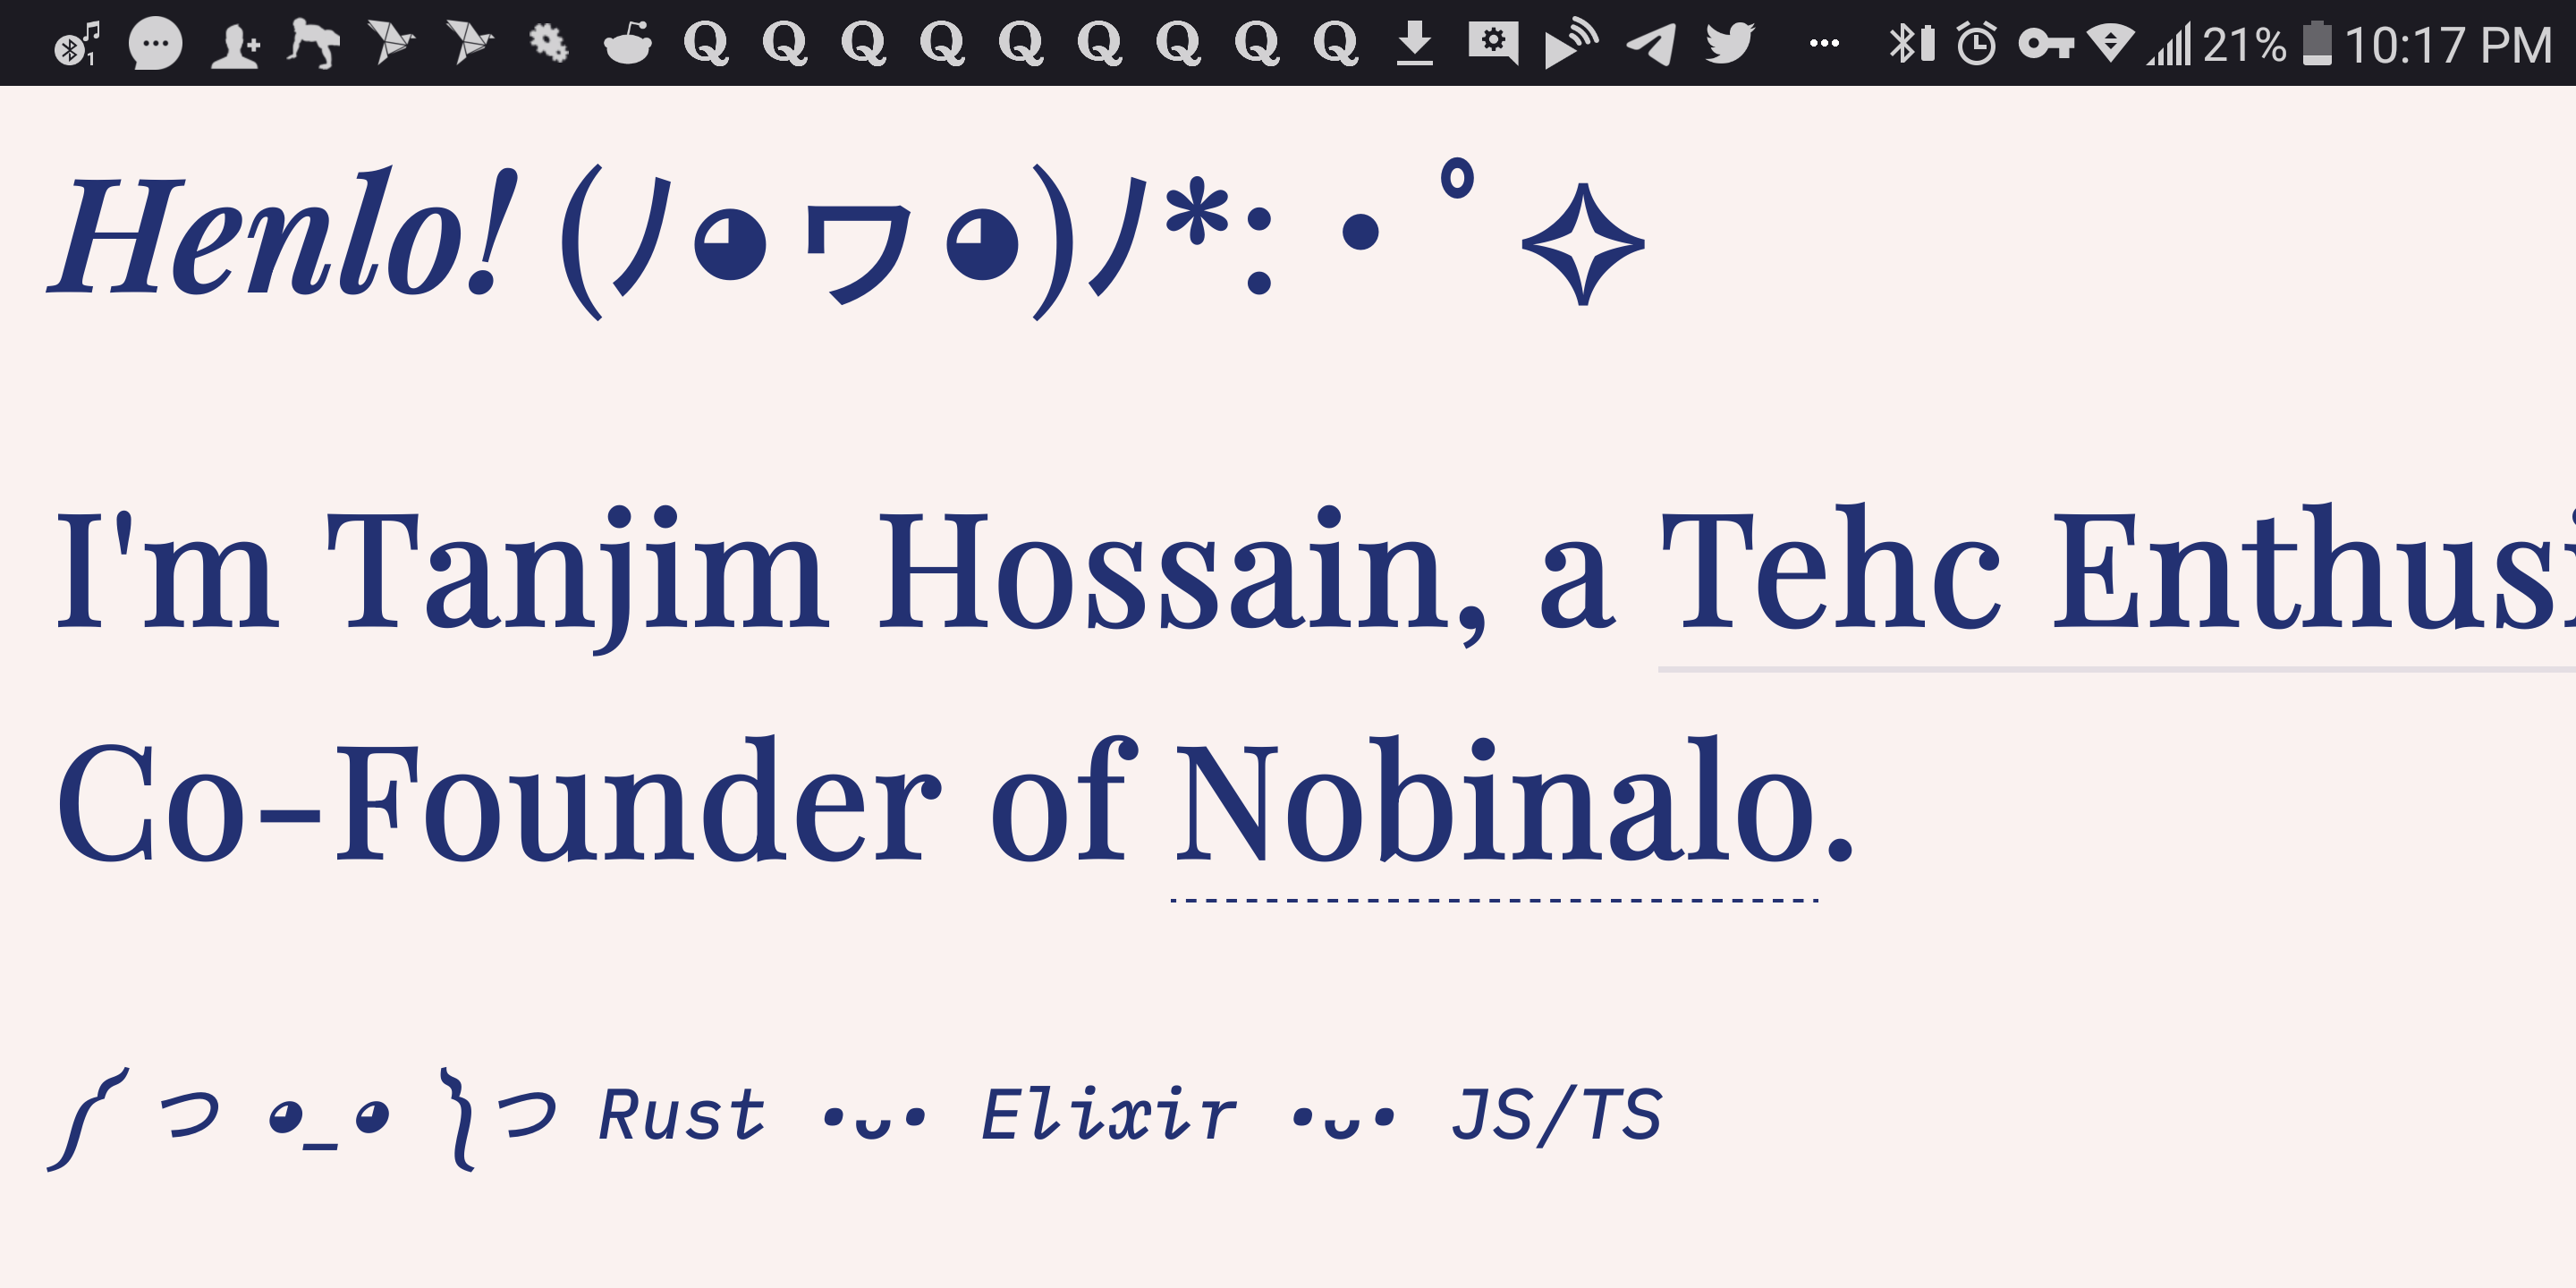 21% 10:17 PM
Henlo! (ﾉ◕ヮ◕)ﾉ*:・ﾟ✧
I'm Tanjim Hossain, a Tehc Enthusi
Co-Founder of Nobinalo.
༼ つ ◕_◕ ༽つ Rust •ᴗ• Elixir •ᴗ• JS/TS